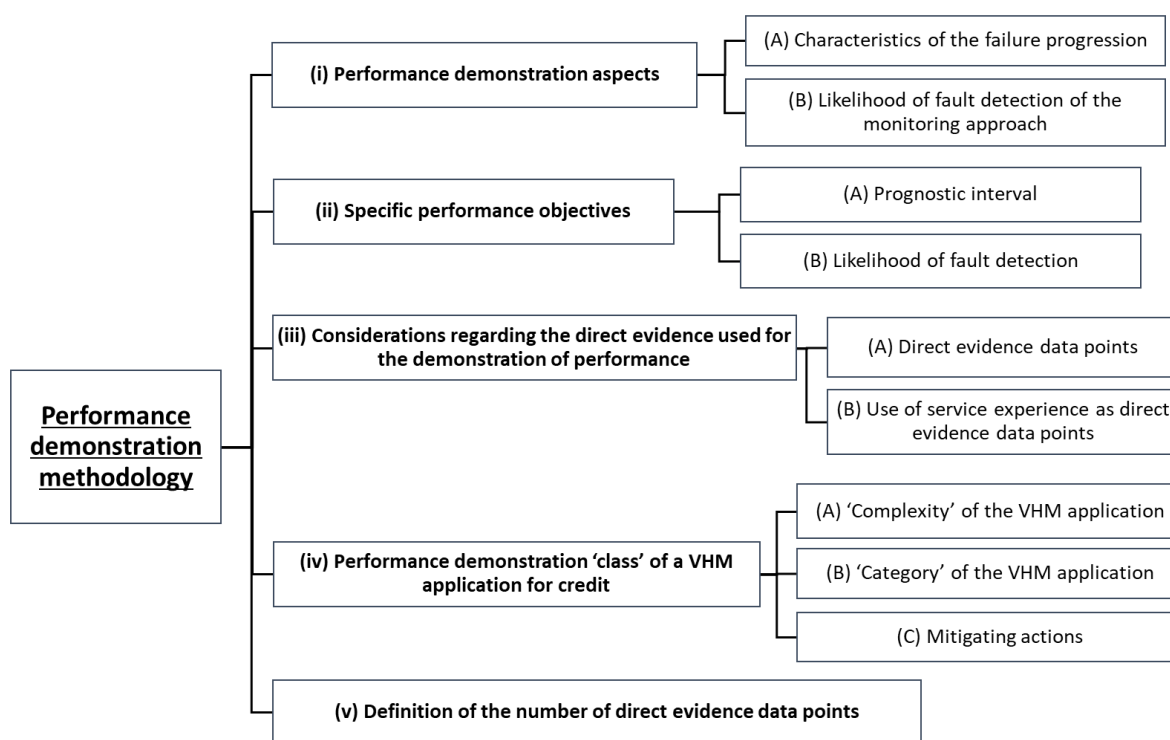 (i) Performance demonstration aspects
(A) Characteristics of the failure progression
(B) Likelihood of fault detection of the
monitoring approach
(ii) Specific performance objectives
(A) Prognostic interval
(B) Likelihood of fault detection
(iii) Considerations regarding the direct evidence used for
the demonstration of performance
(A) Direct evidence data points
(B) Use of service experience as direct
evidence data points
Performance
demonstration
methodology
(iv) Performance demonstration ‘class’ of a VHM
application for credit
(A) ‘Complexity’ of the VHM application
(B) ‘Category’ of the VHM application
(C) Mitigating actions
(v) Definition of the number of direct evidence data points